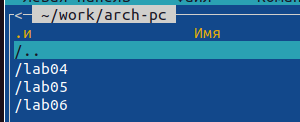 <— ~/work/arch-pc
.и Имя
/..
/lab04
/lab05
/lab06